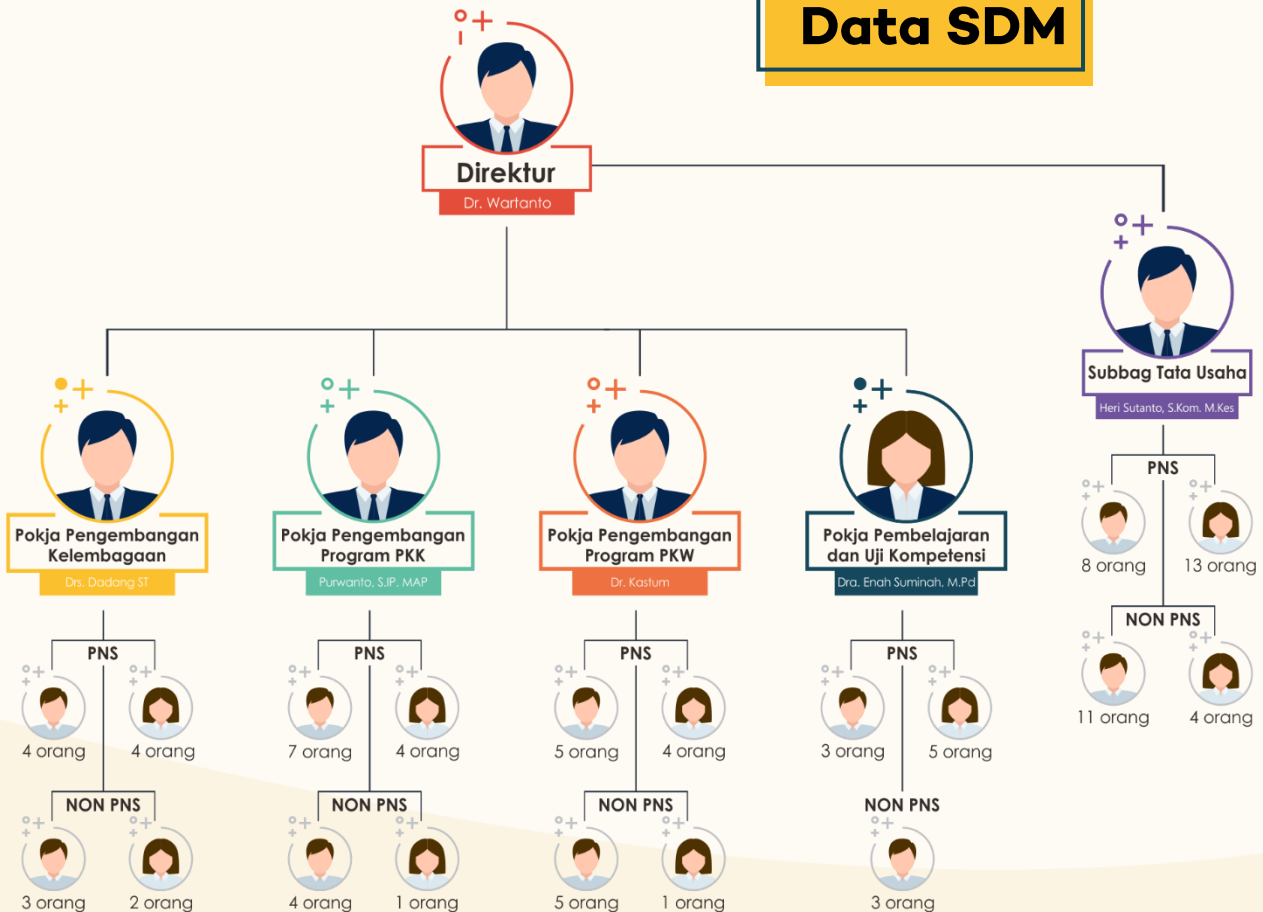 Data SDM
Direktur
Dr. Wartanto
Subbag Tata Usaha
Heri Sutanto, S.Kom. M.Kes
PNS
8 orang
13 orang
NON PNS
11 orang
4 orang
Pokja Pengembangan
Kelembagaan
Drs. Dadang ST
PNS
4 orang
4 orang
NON PNS
3 orang
2 orang
Pokja Pengembangan
Program PKK
Purwanto, S.IP. MAP
PNS
7 orang
4 orang
NON PNS
4 orang
1 orang
Pokja Pengembangan
Program PKW
Dr. Kastum
PNS
5 orang
4 orang
NON PNS
5 orang
1 orang
Pokja Pembelajaran
dan Uji Kompetensi
Dra. Enah Suminah, M.Pd
PNS
3 orang
5 orang
NON PNS
3 orang